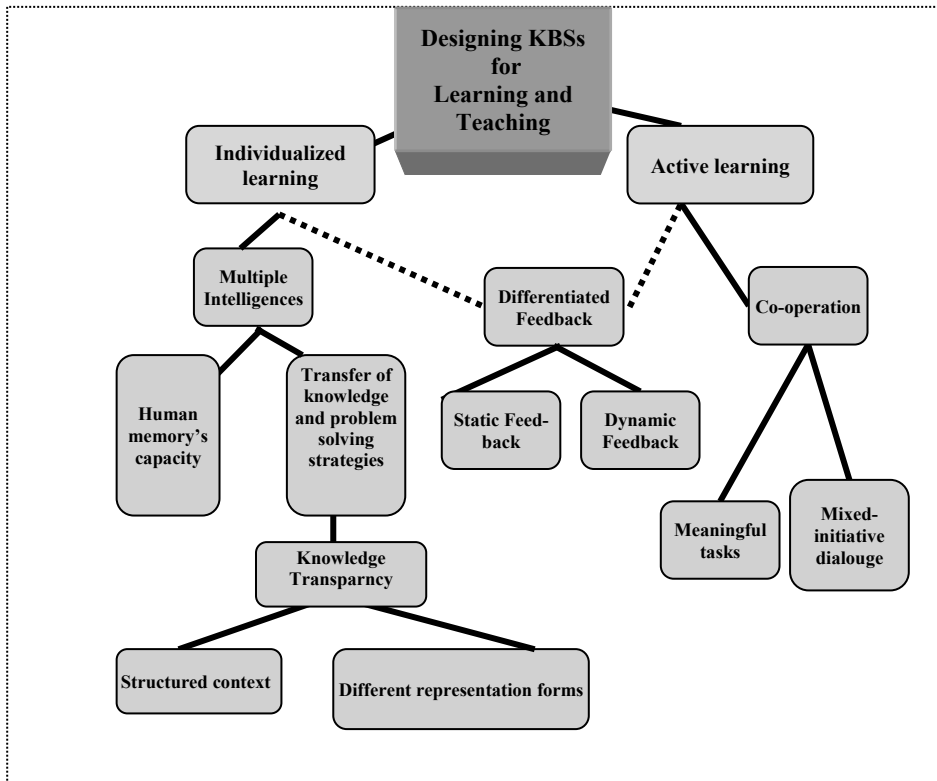 Designing KBSs
for
Learning and
Teaching
Individualized
learning
Active learning
Multiple
Intelligences
Differentiated
Feedback
Co-operation
Human
memory's
capacity
Transfer of
knowledge
and problem
solving
strategies
Static Feed-
back
Dynamic
Feedback
Meaningful
tasks
Mixed-
initiative
dialouge
Knowledge
Transparncy
Structured context
Different representation forms